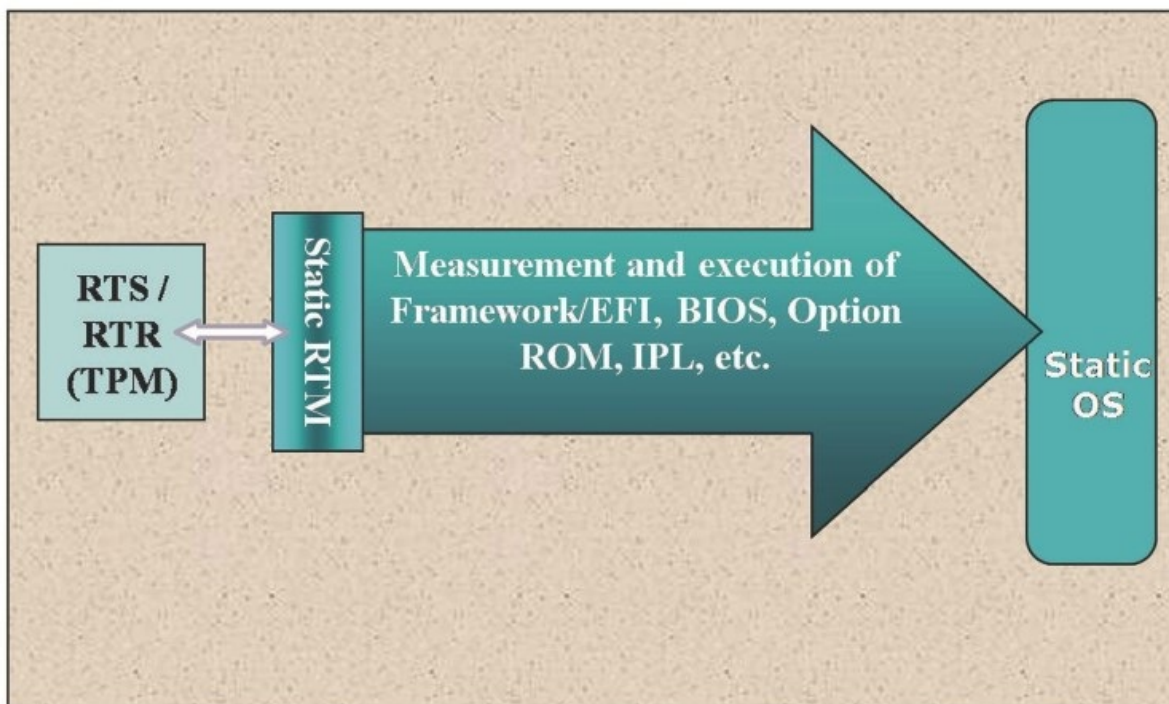 RTS /
RTR
(TPM)
Static RTM
Measurement and execution of
Framework/EFI, BIOS, Option
ROM, IPL, etc.
Static
OS